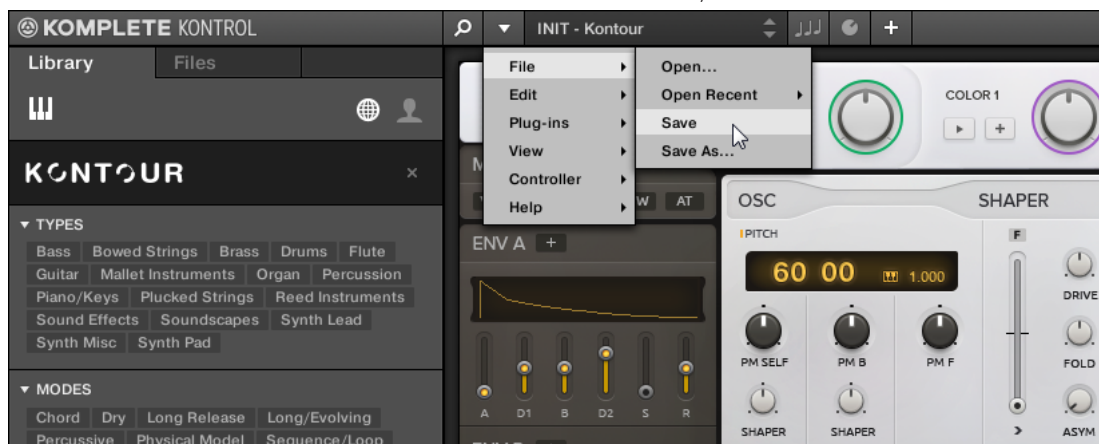 KOMPLETE KONTROL
INIT - Kontour
Library Files
KONTOUR
TYPES
Bass Bowed Strings Brass Drums Flute
Guitar Mallet Instruments Organ Percussion
Piano/Keys Plucked Strings Reed Instruments
Sound Effects Soundscapes Synth Lead
Synth Misc Synth Pad
MODES
Chord Dry Long Release Long/Evolving
Percussive Physical Model Sequence/Loop
File
Edit
Plug-ins
View
Controller
Help
Open...
Open Recent
Save
Save As...
COLOR 1
W AT
ENV A
A D1 B D2 S R
OSC SHAPER
PITCH F
60 00 1.000
DRIVE
PM SELF PM B PM F FOLD
SHAPER SHAPER ASYM